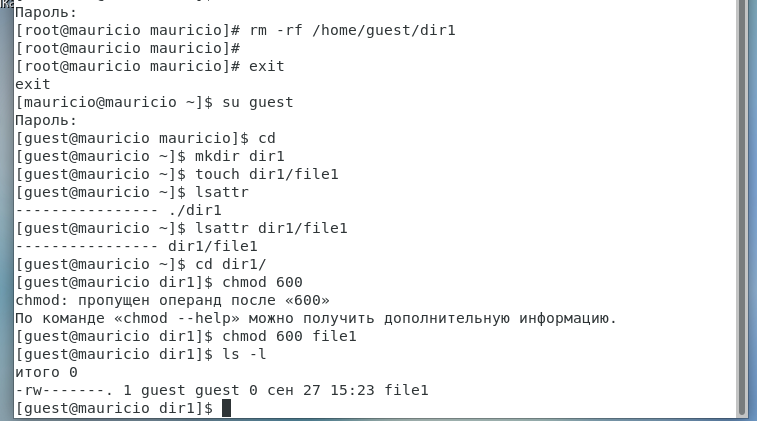 Пароль:
[root@mauricio mauricio]# rm -rf /home/guest/dir1
[root@mauricio mauricio]#
[root@mauricio mauricio]# exit
exit
[mauricio@mauricio ~]$ su guest
Пароль:
[guest@mauricio mauricio]$ cd
[guest@mauricio ~]$ mkdir dir1
[guest@mauricio ~]$ touch dir1/file1
[guest@mauricio ~]$ lsattr
---------------- ./dir1
[guest@mauricio ~]$ lsattr dir1/file1
---------------- dir1/file1
[guest@mauricio ~]$ cd dir1/
[guest@mauricio dir1]$ chmod 600
chmod: пропущен операнд после «600»
По команде «chmod --help» можно получить дополнительную информацию.
[guest@mauricio dir1]$ chmod 600 file1
[guest@mauricio dir1]$ ls -l
итого 0
-rw-------. 1 guest guest 0 сен 27 15:23 file1
[guest@mauricio dir1]$